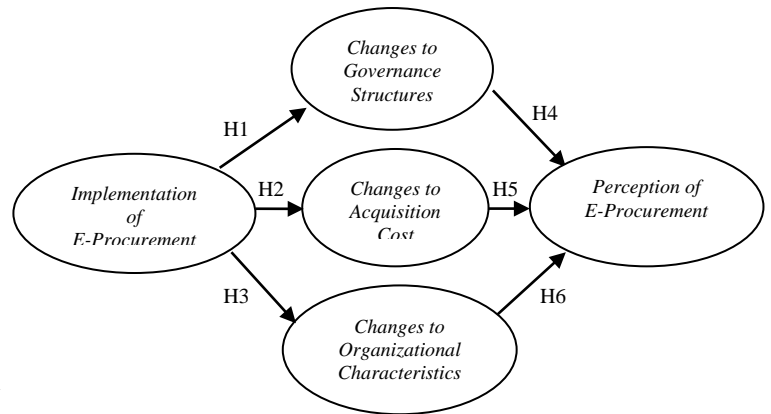 Changes to
Governance
Structures
H1
H4
Implementation
of
E-Procurement
H2
Changes to
Acquisition
Cost
H5
Perception of
E-Procurement
H3
H6
Changes to
Organizational
Characteristics